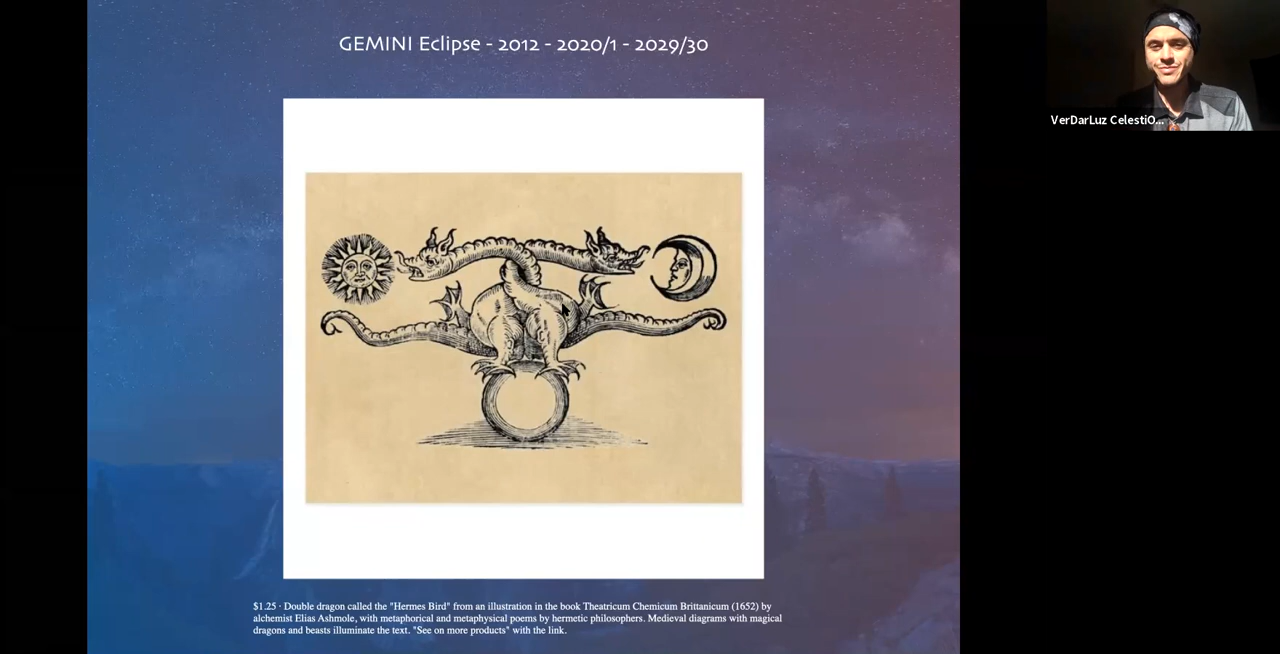 GEMINI Eclipse - 2012 - 2020/1 - 2029/30
VerDarLuz CelestiO...
$1.25 · Double dragon called the "Hermes Bird" from an illustration in the book Theatricum Chemicum Brittanicum (1652) by
alchemist Elias Ashmole, with metaphorical and metaphysical poems by hermetic philosophers. Medieval diagrams with magical
dragons and beasts illuminate the text. "See on more products" with the link.